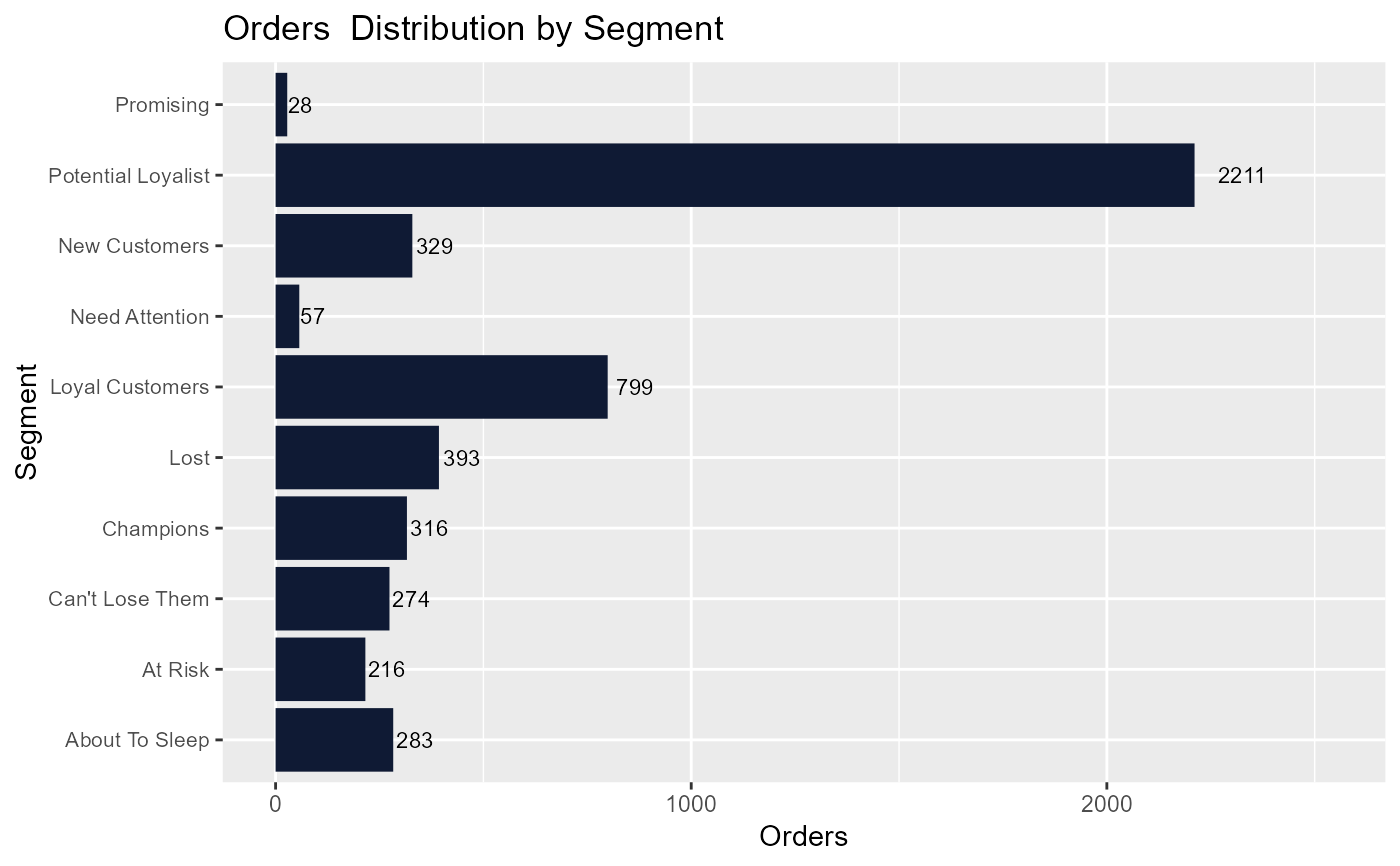 Orders  Distribution by Segment
Promising 28
Potential Loyalist 2211
New Customers 329
Need Attention 57
Loyal Customers 799
Lost 393
Champions 316
Can't Lose Them 274
At Risk 216
About To Sleep 283
Segment
0 1000 2000
Orders